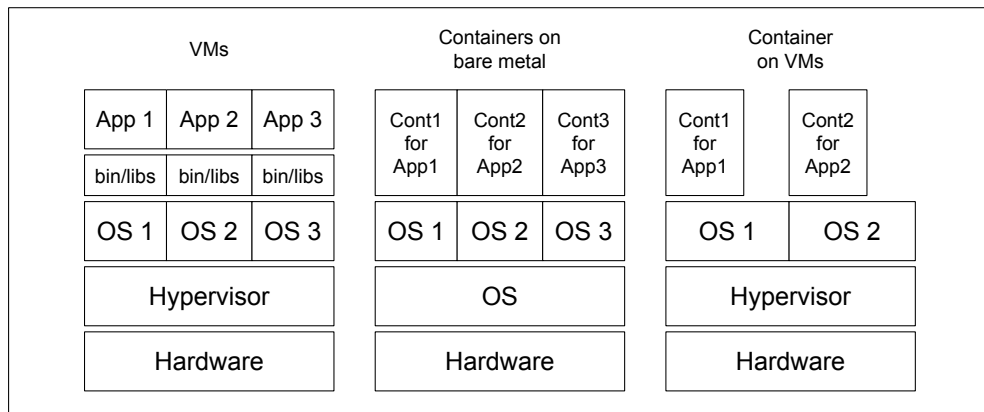 VMs
App 1 App 2 App 3
bin/libs bin/libs bin/libs
OS 1 OS 2 OS 3
Hypervisor
Hardware
Containers on
bare metal
Cont1
for
App1
Cont2
for
App2
Cont3
for
App3
OS 1 OS 2 OS 3
OS
Hardware
Container
on VMs
Cont1
for
App1
Cont2
for
App2
OS 1 OS 2
Hypervisor
Hardware